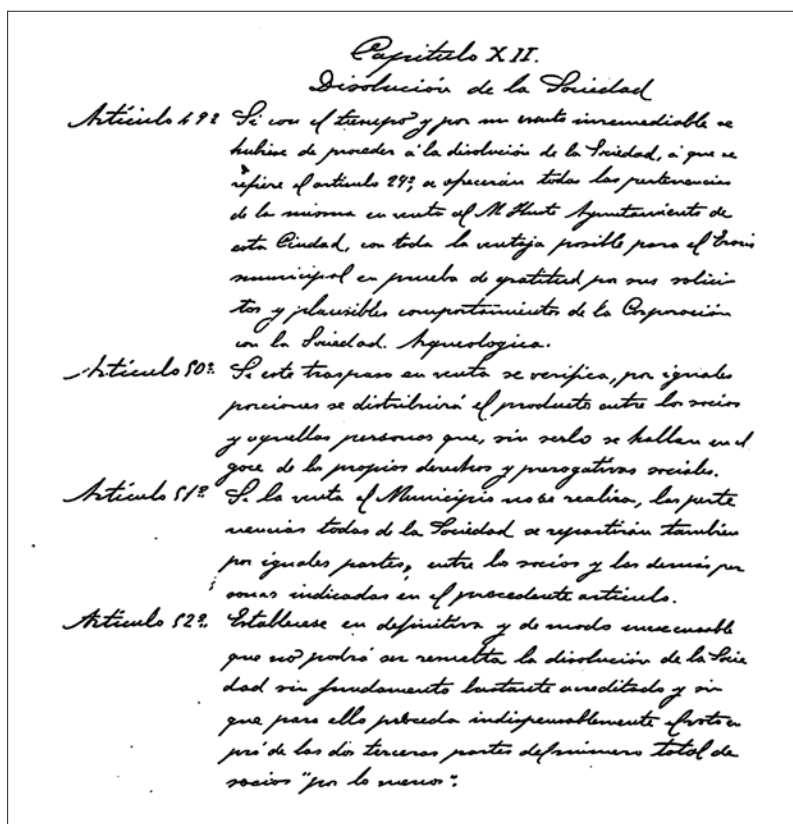 Capitulo XII.
Disolución de la Sociedad
Artículo 49º Si con el tiempo y por un evento irremediable se
hubiese de proceder á la disolución de la Sociedad, á que se
refiere el artículo 24º, se ofrecerán todas las pertenencias
de la misma en venta al M. Iltre Ayuntamiento de
esta Ciudad, con toda la ventaja posible para el Erario
municipal en prueba de gratitud por sus solici
tos y plausibles comportamientos de la Corporación
con la Sociedad Arqueologica.
Artículo 50º. Si este traspaso en venta se verifica, por iguales
porciones se distribuirá el producto entre los socios
y aquellas personas que, sin serlo se hallan en el
goce de los propios derechos y prerogativas sociales.
Artículo 51º Si la venta al Municipio no se realiza, las perte
nencias todas de la Sociedad se repartirán tambien
por iguales partes, entre los socios y las demás per
sonas indicadas en el precedente artículo.
Artículo 52º. Establecese en definitiva y de modo inexcusable
que no podrá ser resuelta la disolución de la Socie
dad sin fundamento bastante acreditado y sin
que para ello preceda indispensablemente el voto en
pró de las dos terceras partes del número total de
socios "por lo menos".